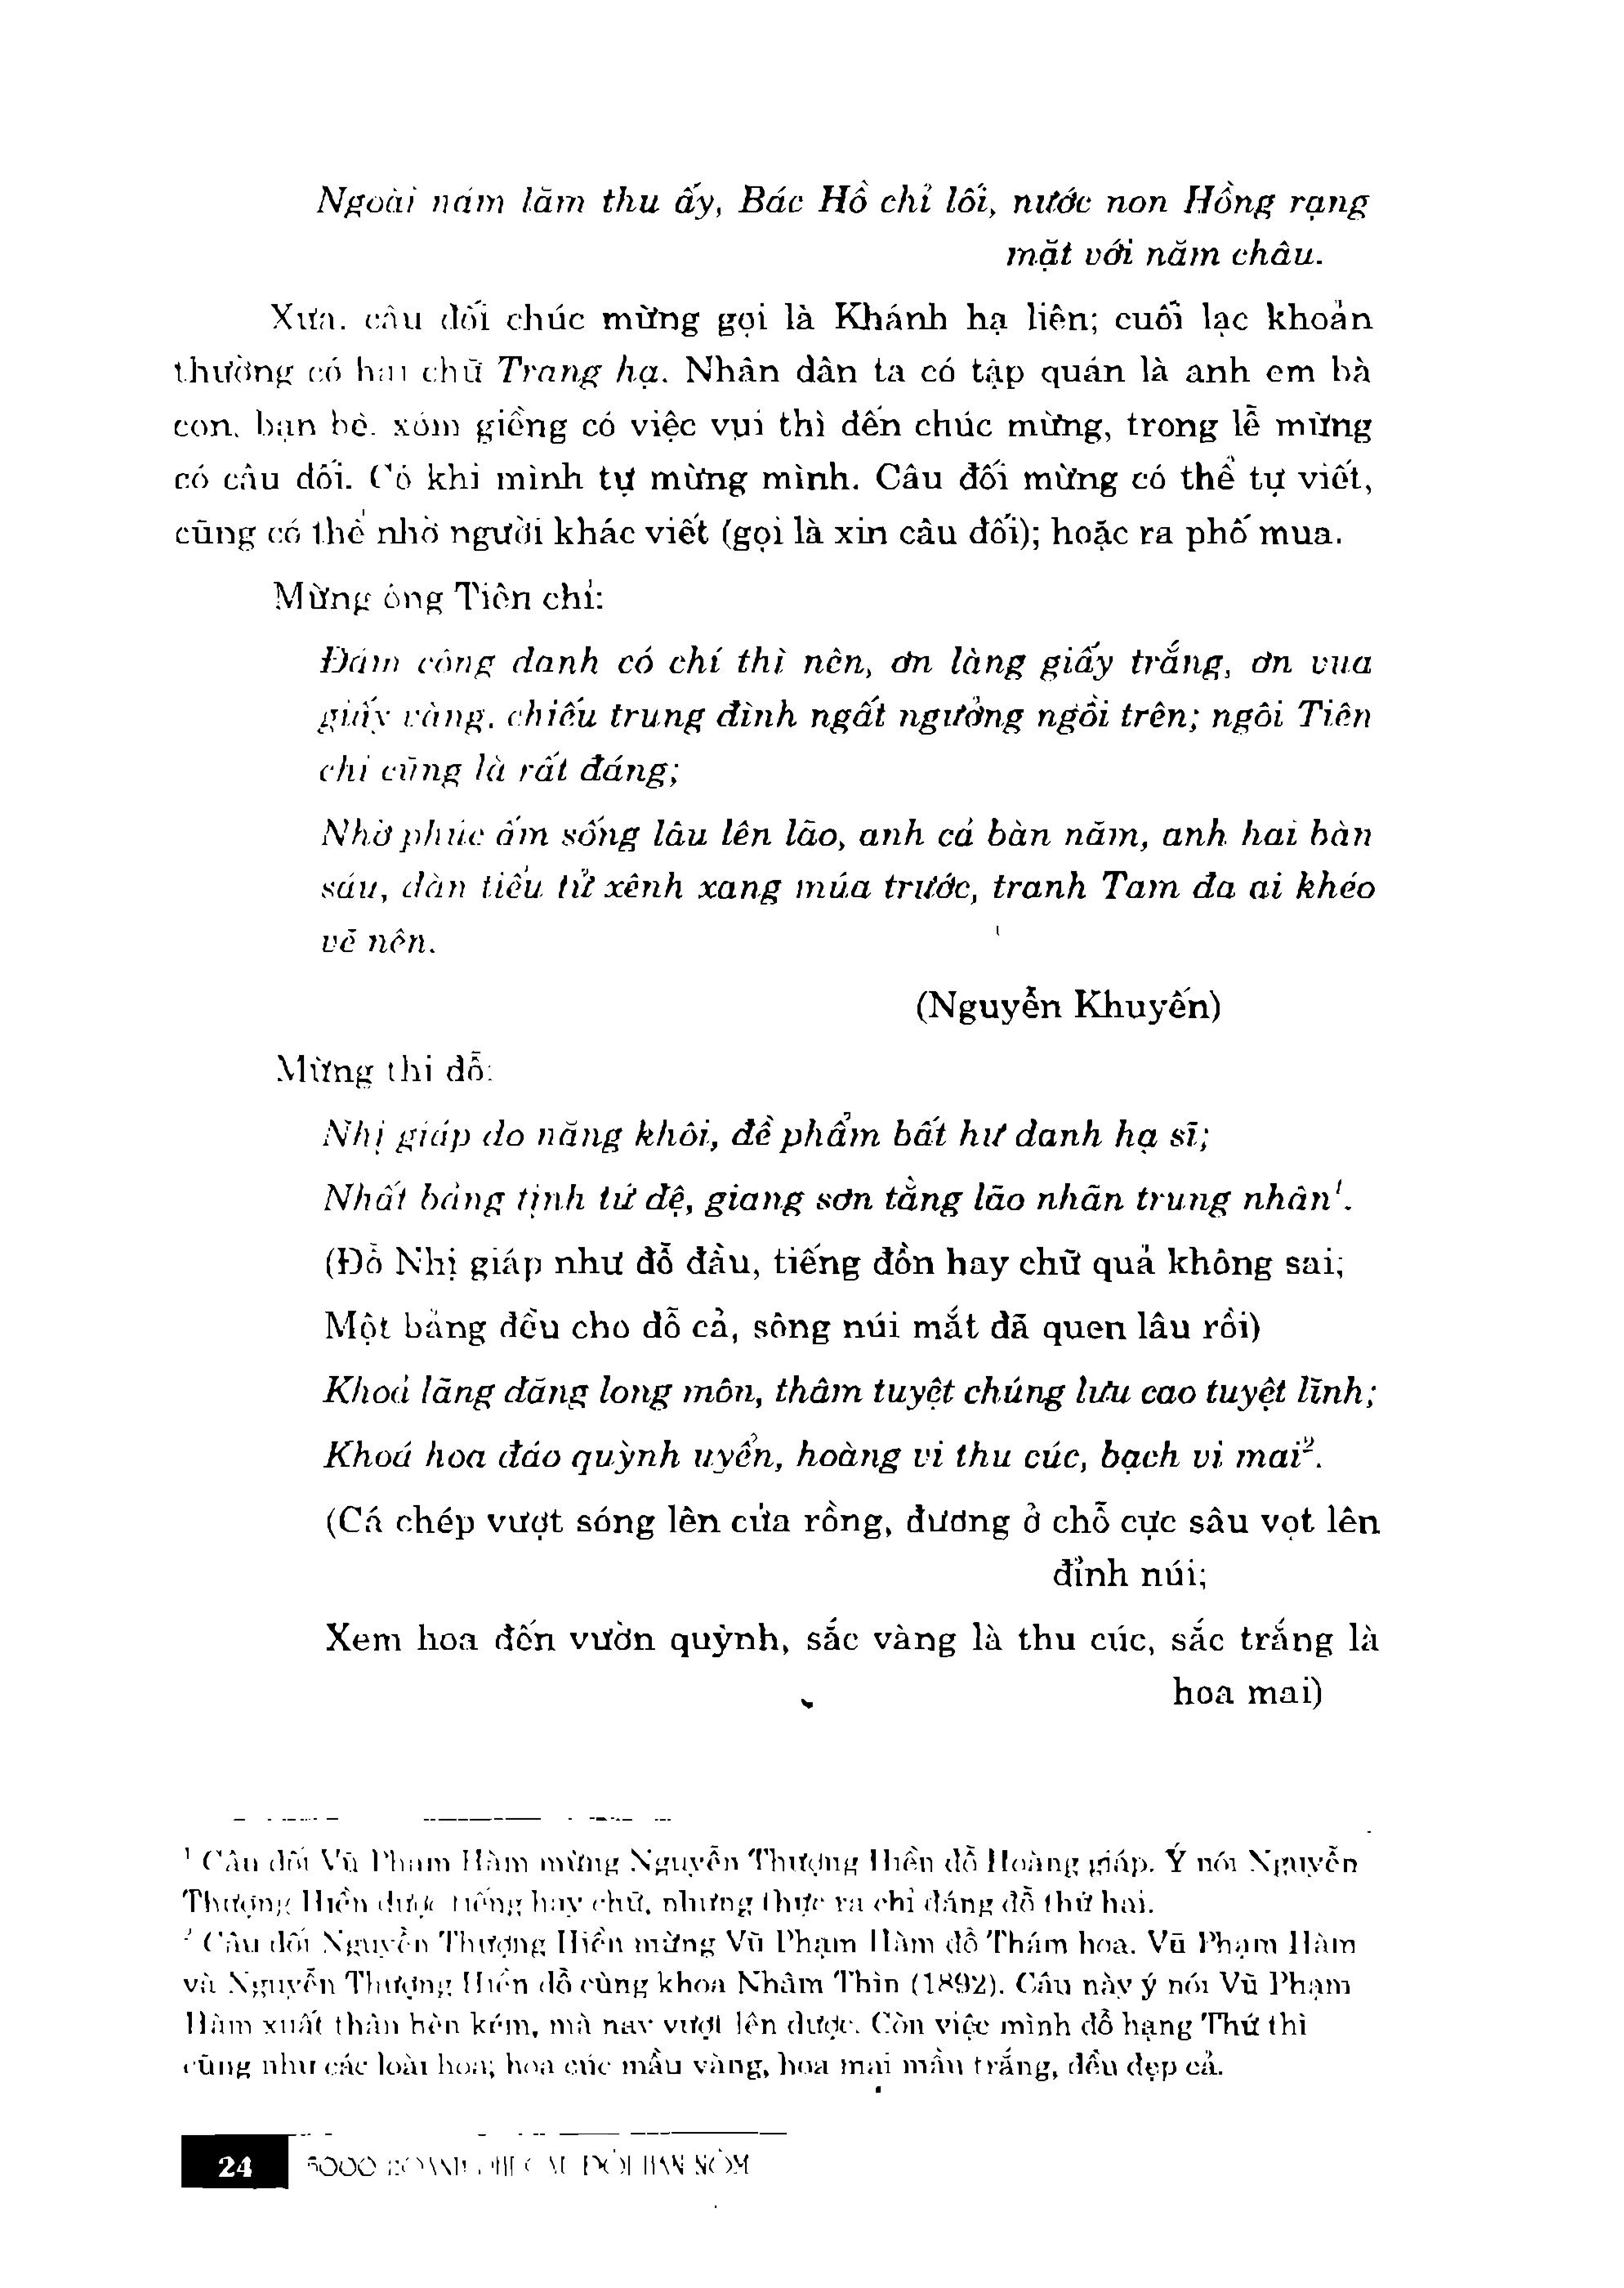 Ngoài năm lăm thu ấy, Bác Hồ chỉ lối, nước non Hồng rạng
mặt với năm châu.
Xưa, câu đối chúc mừng gọi là Khánh hạ liên; cuối lạc khoản
thường có hai chữ Trang hạ. Nhân dân ta có tập quán là anh em bà
con, bạn bè, xóm giềng có việc vui thì đến chúc mừng, trong lễ mừng
có câu đối. Có khi mình tự mừng mình. Câu đối mừng có thể tự viết,
cũng có thể nhờ người khác viết (gọi là xin câu đối); hoặc ra phố mua.
Mừng ông Tiên chỉ:
Đám công danh có chí thì nên, ơn làng giấy trắng, ơn vua
giấy vàng, chiếu trung đình ngất ngưởng ngồi trên; ngôi Tiên
chỉ cũng là rất đáng;
Nhờ phúc ấm sống lâu lên lão, anh cả bàn năm, anh hai bàn
sáu, đàn tiểu tử xênh xang múa trước, tranh Tam đa ai khéo
vẽ nên.
(Nguyễn Khuyến)
Mừng thi đỗ:
Nhị giáp do năng khôi, đề phẩm bất hư danh hạ sĩ;
Nhất bảng tịnh tứ đệ, giang sơn tằng lão nhãn trung nhân¹.
(Đỗ Nhị giáp như đỗ đầu, tiếng đồn hay chữ quả không sai;
Một bảng đều cho đỗ cả, sông núi mắt đã quen lâu rồi)
Khoá lãng đăng long môn, thâm tuyệt chúng lưu cao tuyệt lĩnh;
Khoá hoa đáo quỳnh uyển, hoàng vi thu cúc, bạch vi mai².
(Cá chép vượt sóng lên cửa rồng, đương ở chỗ cực sâu vọt lên
đỉnh núi;
Xem hoa đến vườn quỳnh, sắc vàng là thu cúc, sắc trắng là
hoa mai)
¹ Câu đối Vũ Phạm Hàm mừng Nguyễn Thượng Hiền đỗ Hoàng giáp. Ý nói Nguyễn
Thượng Hiền được tiếng hay chữ, nhưng thực ra chỉ đáng đỗ thứ hai.
² Câu đối Nguyễn Thượng Hiền mừng Vũ Phạm Hàm đỗ Thám hoa. Vũ Phạm Hàm
và Nguyễn Thượng Hiền đỗ cùng khoa Nhâm Thìn (1892). Câu này ý nói Vũ Phạm
Hàm xuất thân hèn kém, mà nay vượt lên được. Còn việc mình đỗ hạng Thứ thì
cũng như các loài hoa; hoa cúc mầu vàng, hoa mai mầu trắng, đều đẹp cả.
24 5000 HOÀNH PHI CÂU ĐỐI HÁN NÔM